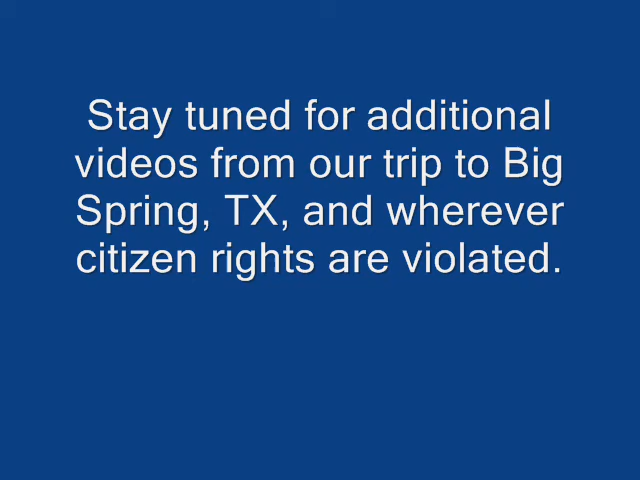 Stay tuned for additional
videos from our trip to Big
Spring, TX, and wherever
citizen rights are violated.